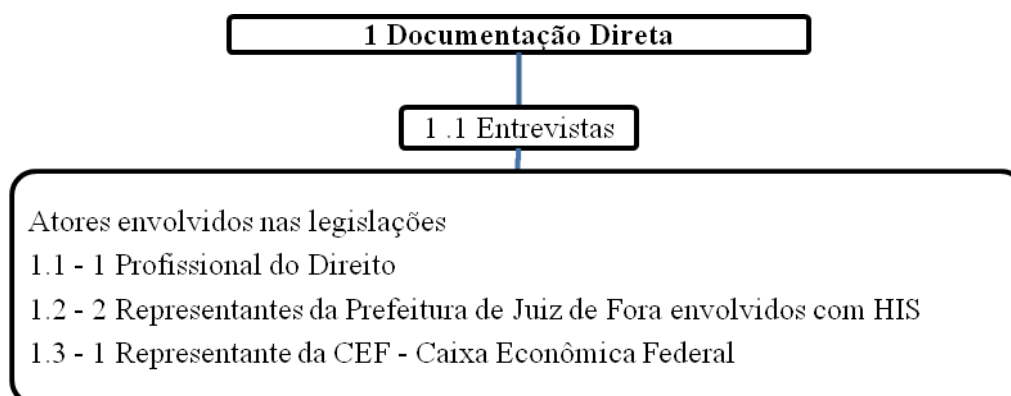 1 Documentação Direta
1 .1 Entrevistas
Atores envolvidos nas legislações
1.1 - 1 Profissional do Direito
1.2 - 2 Representantes da Prefeitura de Juiz de Fora envolvidos com HIS
1.3 - 1 Representante da CEF - Caixa Econômica Federal